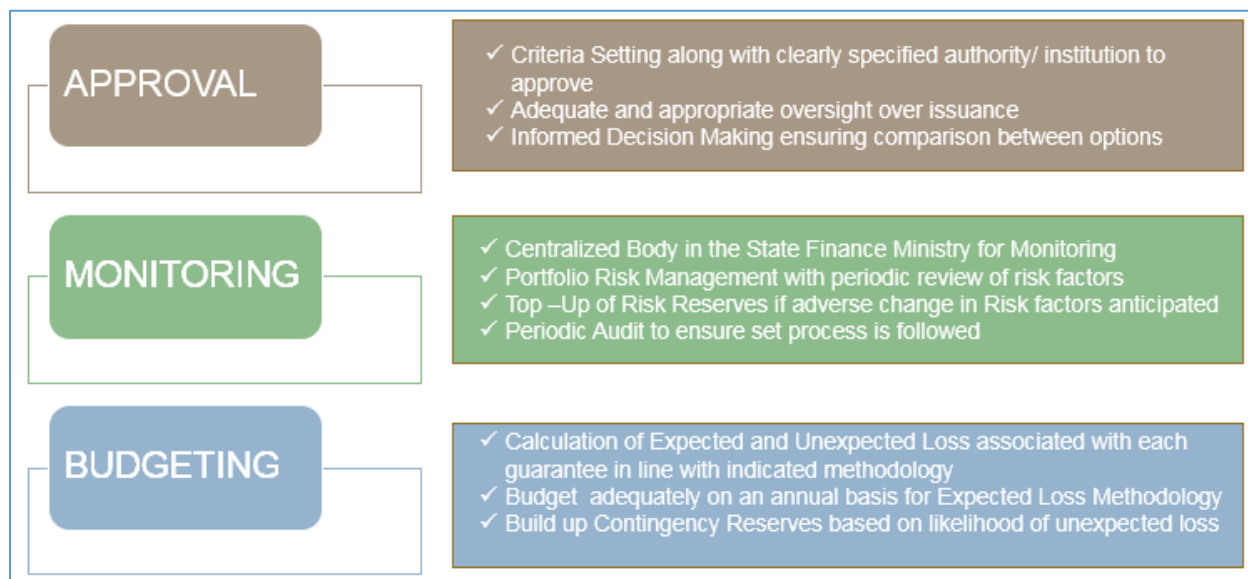 APPROVAL
✓ Criteria Setting along with clearly specified authority/ institution to
approve
✓ Adequate and appropriate oversight over issuance
✓ Informed Decision Making ensuring comparison between options
MONITORING
✓ Centralized Body in the State Finance Ministry for Monitoring
✓ Portfolio Risk Management with periodic review of risk factors
✓ Top –Up of Risk Reserves if adverse change in Risk factors anticipated
✓ Periodic Audit to ensure set process is followed
BUDGETING
✓ Calculation of Expected and Unexpected Loss associated with each
guarantee in line with indicated methodology
✓ Budget adequately on an annual basis for Expected Loss Methodology
✓ Build up Contingency Reserves based on likelihood of unexpected loss